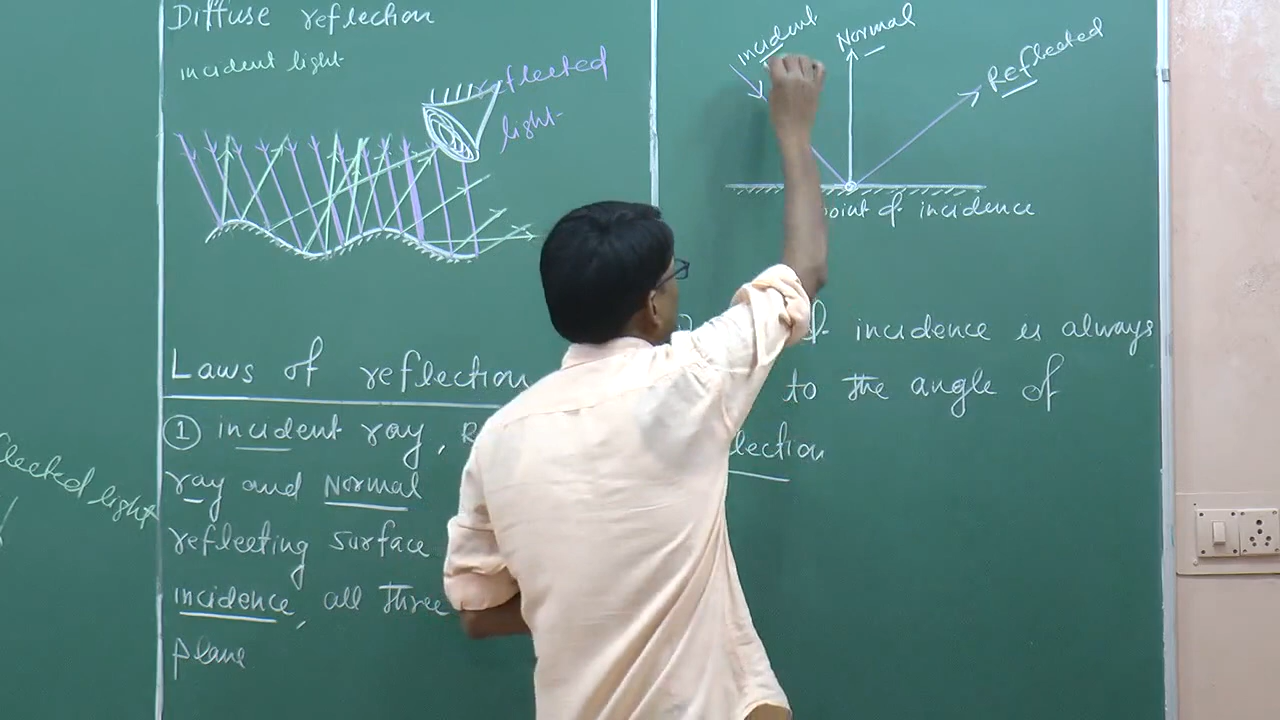 Diffuse reflection
incident light
reflected
light
Laws of reflection
① incident ray, R
ray and Normal
reflecting surface
incidence, all three
plane
flected light
incident
Normal
Reflected
point of incidence
incidence is always
to the angle of
lection